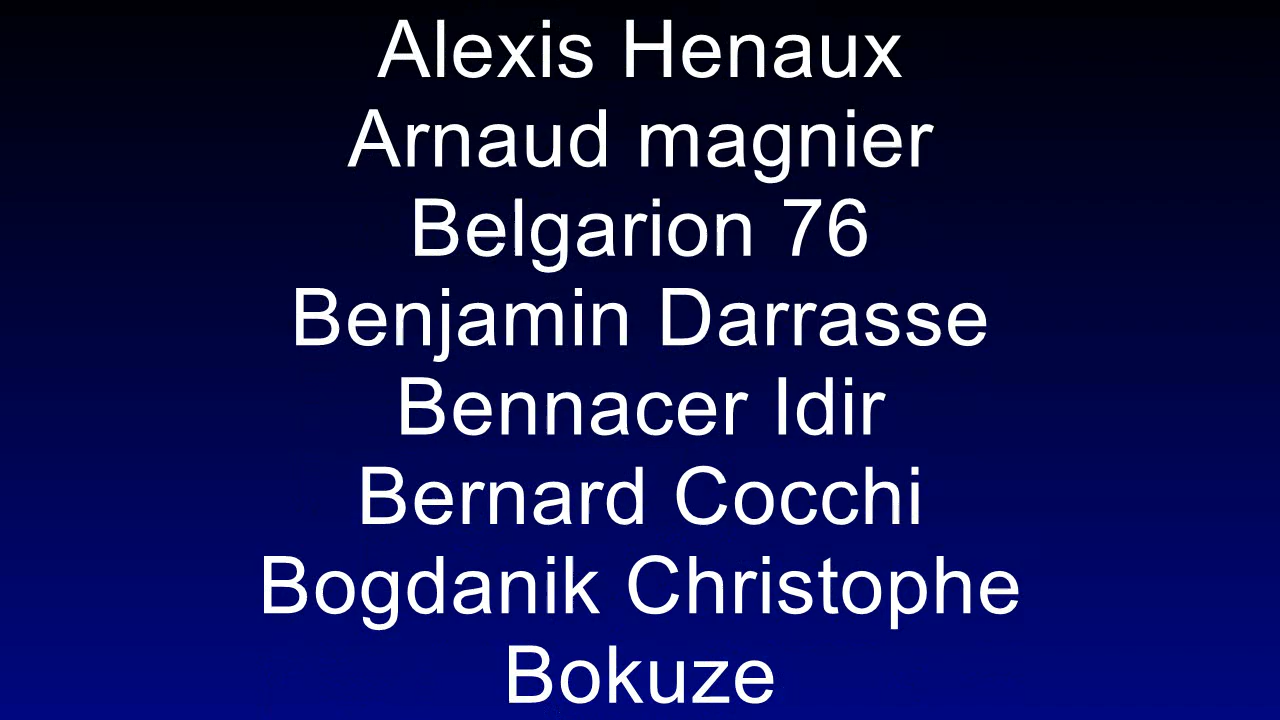 Alexis Henaux
Arnaud magnier
Belgarion 76
Benjamin Darrasse
Bennacer Idir
Bernard Cocchi
Bogdanik Christophe
Bokuze